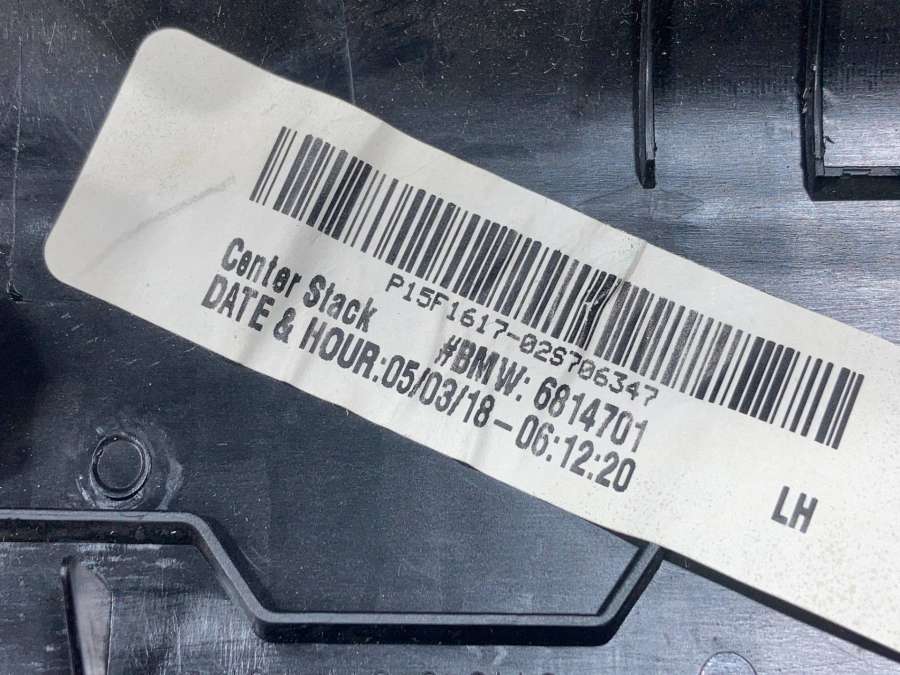 P15F1617-02S706347
Center Stack
#BMW: 6814701
DATE & HOUR:05/03/18-06:12:20
LH